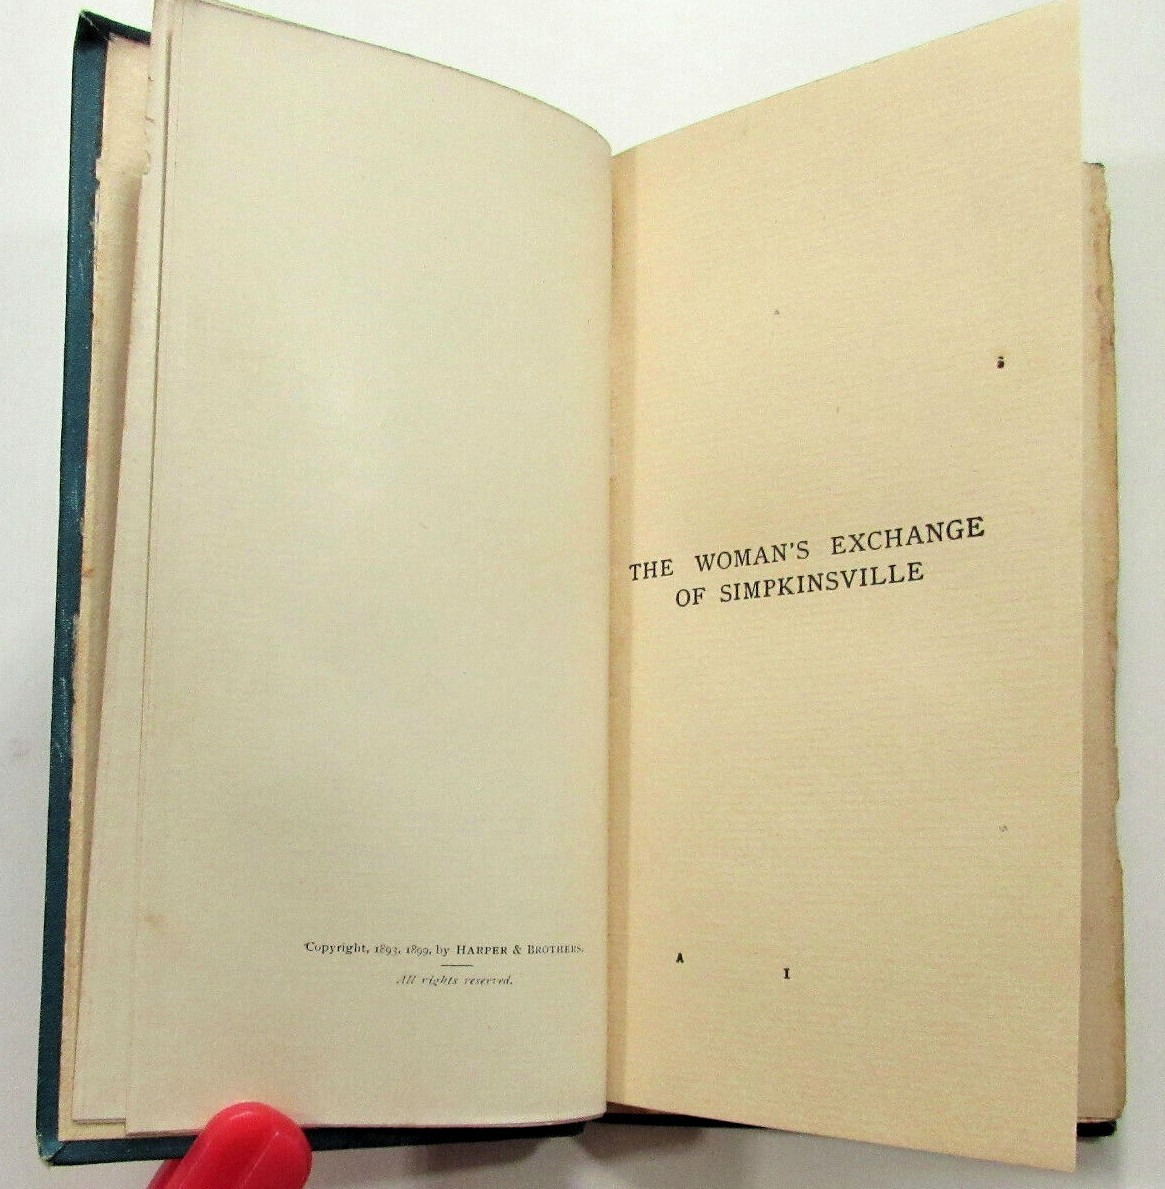 Copyright, 1893, 1899, by HARPER & BROTHERS.
All rights reserved.
THE WOMAN'S EXCHANGE
OF SIMPKINSVILLE
A I